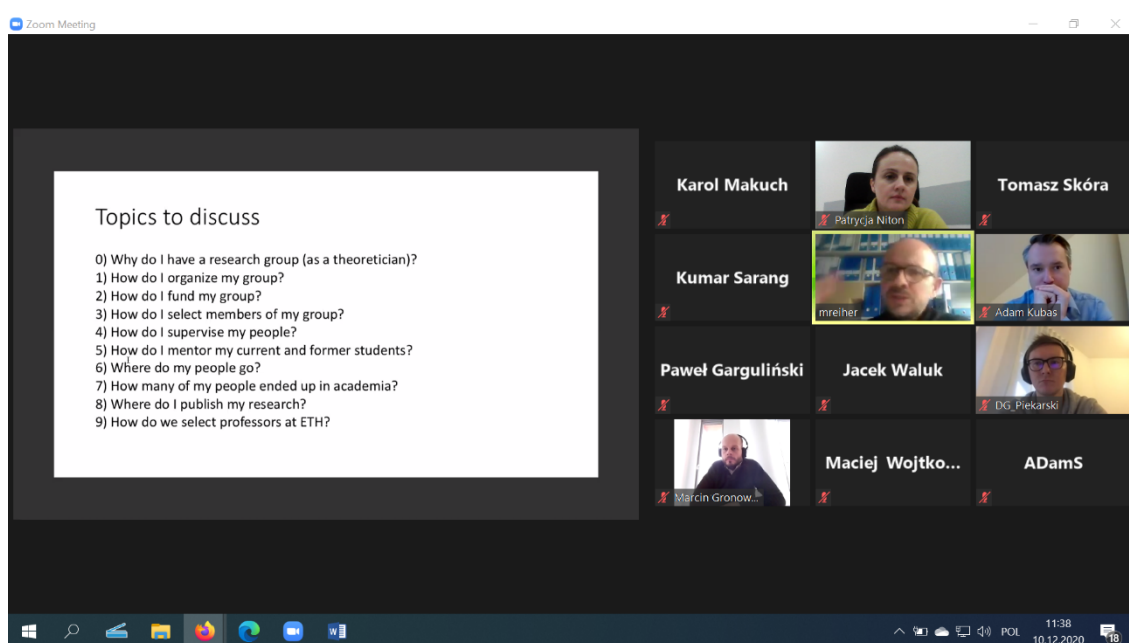 Zoom Meeting
Topics to discuss
0) Why do I have a research group (as a theoretician)?
1) How do I organize my group?
2) How do I fund my group?
3) How do I select members of my group?
4) How do I supervise my people?
5) How do I mentor my current and former students?
6) Where do my people go?
7) How many of my people ended up in academia?
8) Where do I publish my research?
9) How do we select professors at ETH?
Karol Makuch
Patrycja Niton
Tomasz Skóra
Kumar Sarang
mreiher
Adam Kubas
Paweł Garguliński
Jacek Waluk
DG_Piekarski
Marcin Gronow...
Maciej Wojtko...
ADamS
W
POL
11:38
10.12.2020
18